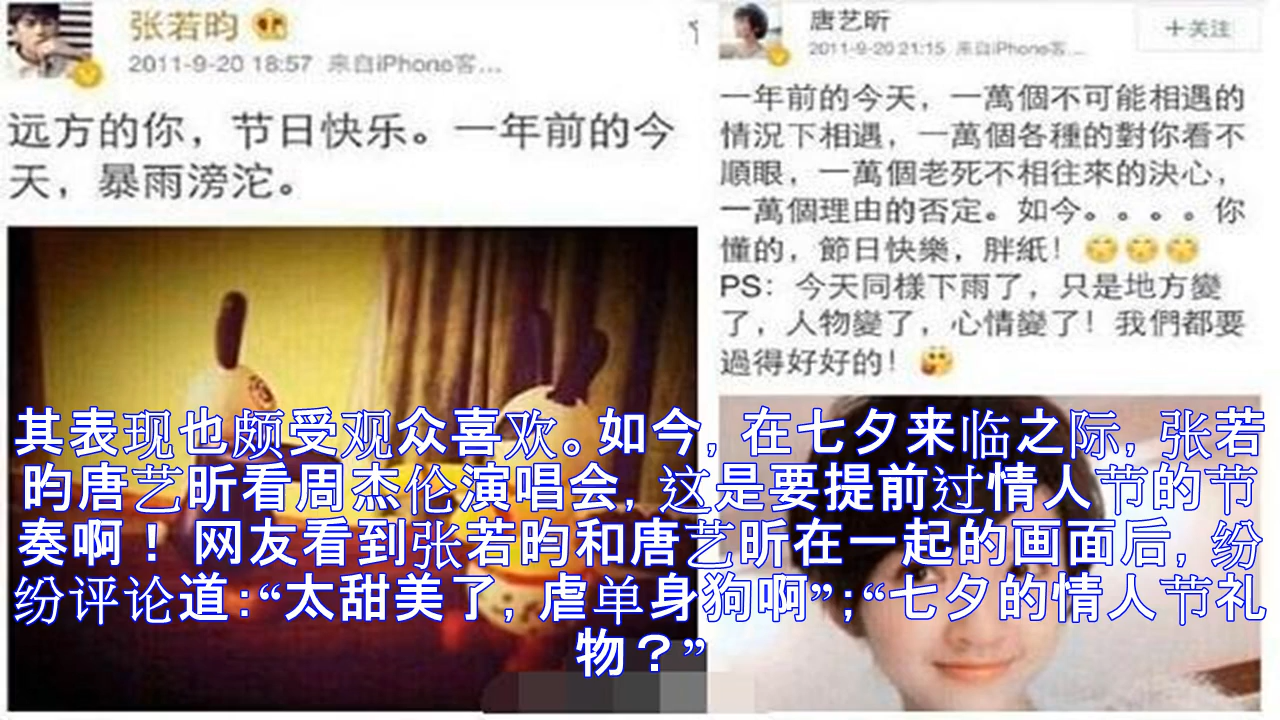 张若昀
2011-9-20 18:57 来自iPhone客...
远方的你，节日快乐。一年前的今
天，暴雨滂沱。
唐艺昕
2011-9-20 21:15 来自iPhone客...
+关注
一年前的今天，一萬個不可能相遇的
情況下相遇，一萬個各種的對你看不
順眼，一萬個老死不相往來的決心，
一萬個理由的否定。如今。。。。你
懂的，節日快樂，胖紙！
PS：今天同樣下雨了，只是地方變
了，人物變了，心情變了！我們都要
過得好好的！
其表现也颇受观众喜欢。如今，在七夕来临之际，张若
昀唐艺昕看周杰伦演唱会，这是要提前过情人节的节
奏啊！网友看到张若昀和唐艺昕在一起的画面后，纷
纷评论道：“太甜美了，虐单身狗啊”；“七夕的情人节礼
物？”